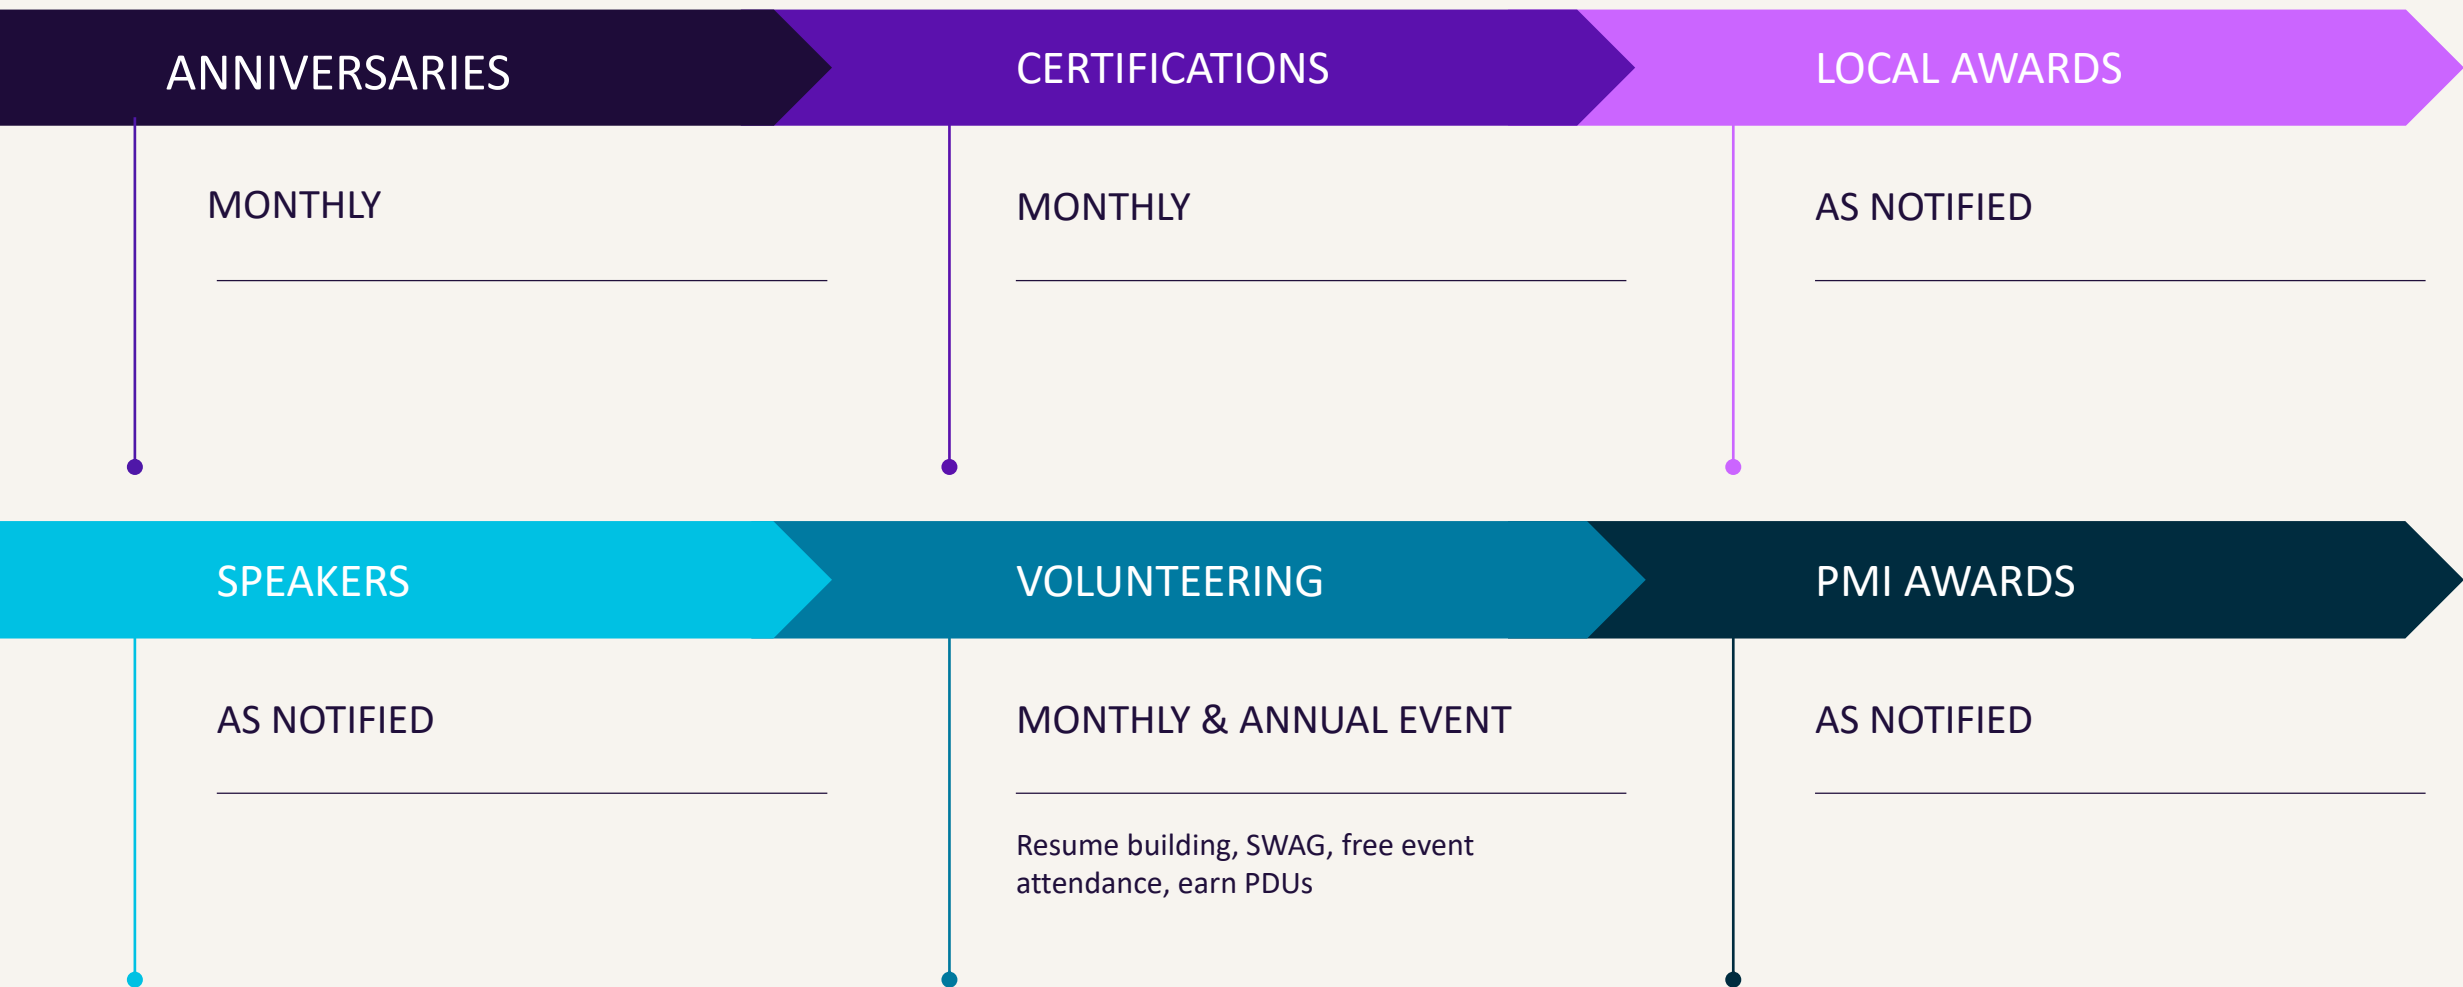 ANNIVERSARIES
CERTIFICATIONS
LOCAL AWARDS
MONTHLY
MONTHLY
AS NOTIFIED
SPEAKERS
VOLUNTEERING
PMI AWARDS
AS NOTIFIED
MONTHLY & ANNUAL EVENT
AS NOTIFIED
Resume building, SWAG, free event
attendance, earn PDUs